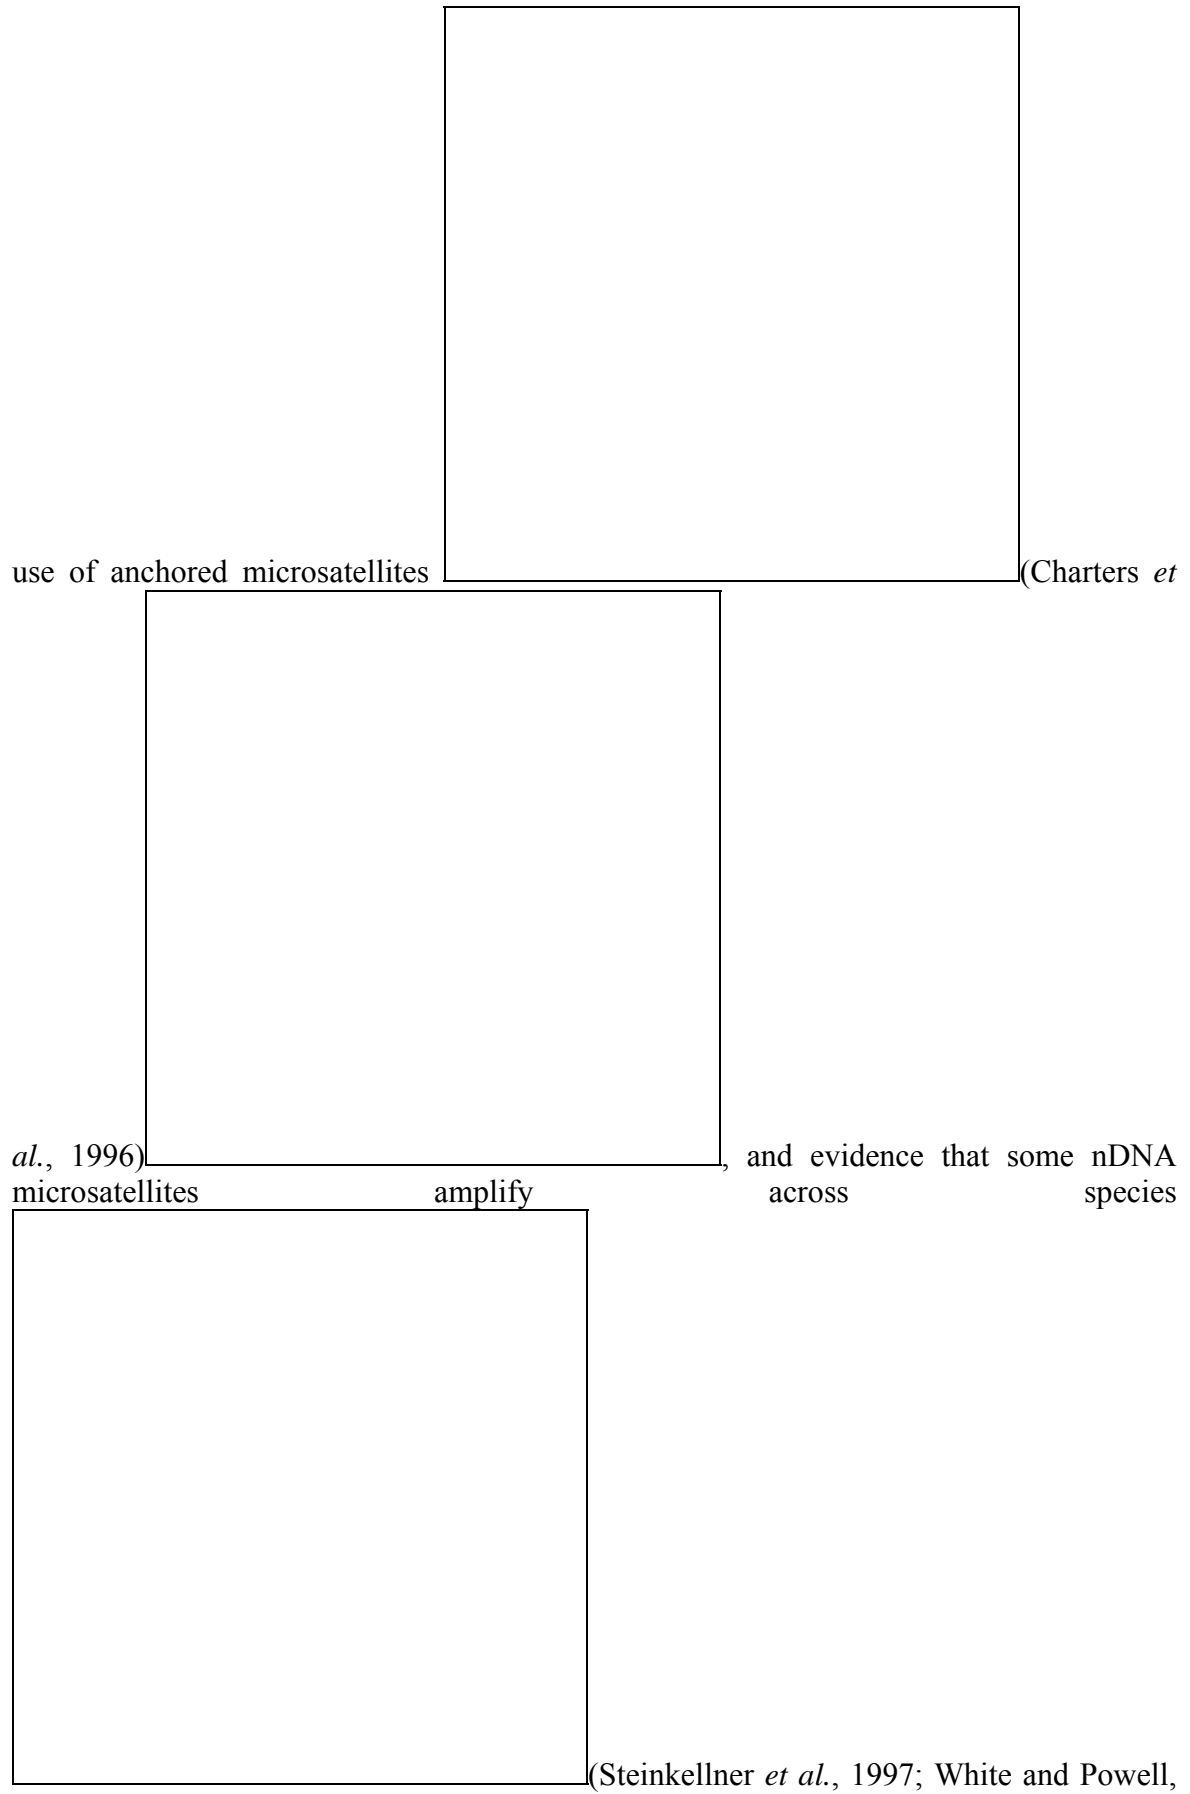 use of anchored microsatellites (Charters et
al., 1996), and evidence that some nDNA
microsatellites amplify across species
(Steinkellner et al., 1997; White and Powell,